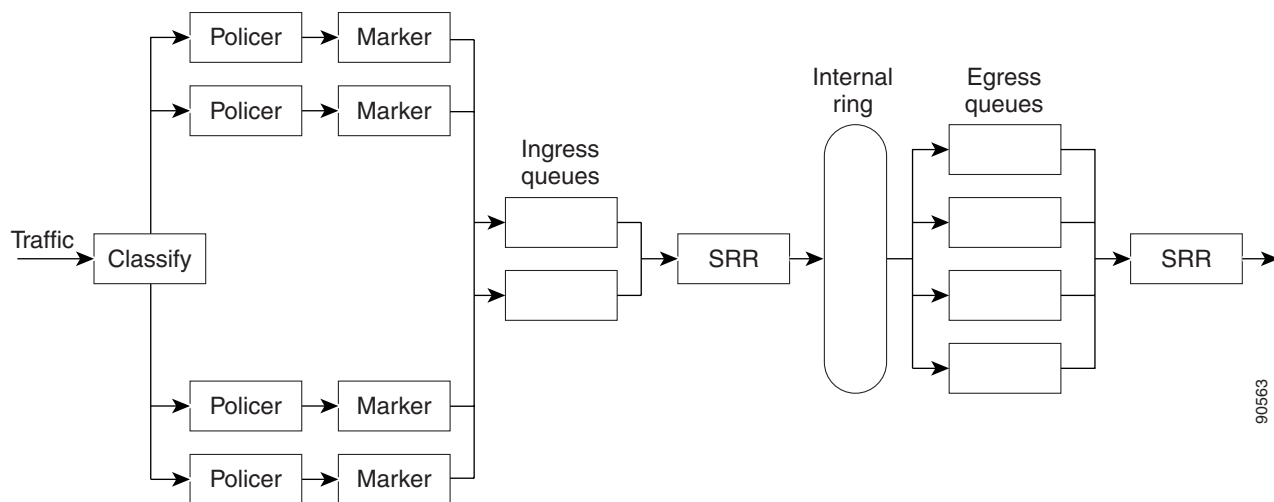 Policer
Marker
Policer
Marker
Internal
ring
Egress
queues
Ingress
queues
Traffic
Classify
SRR
SRR
Policer
Marker
Policer
Marker
90563